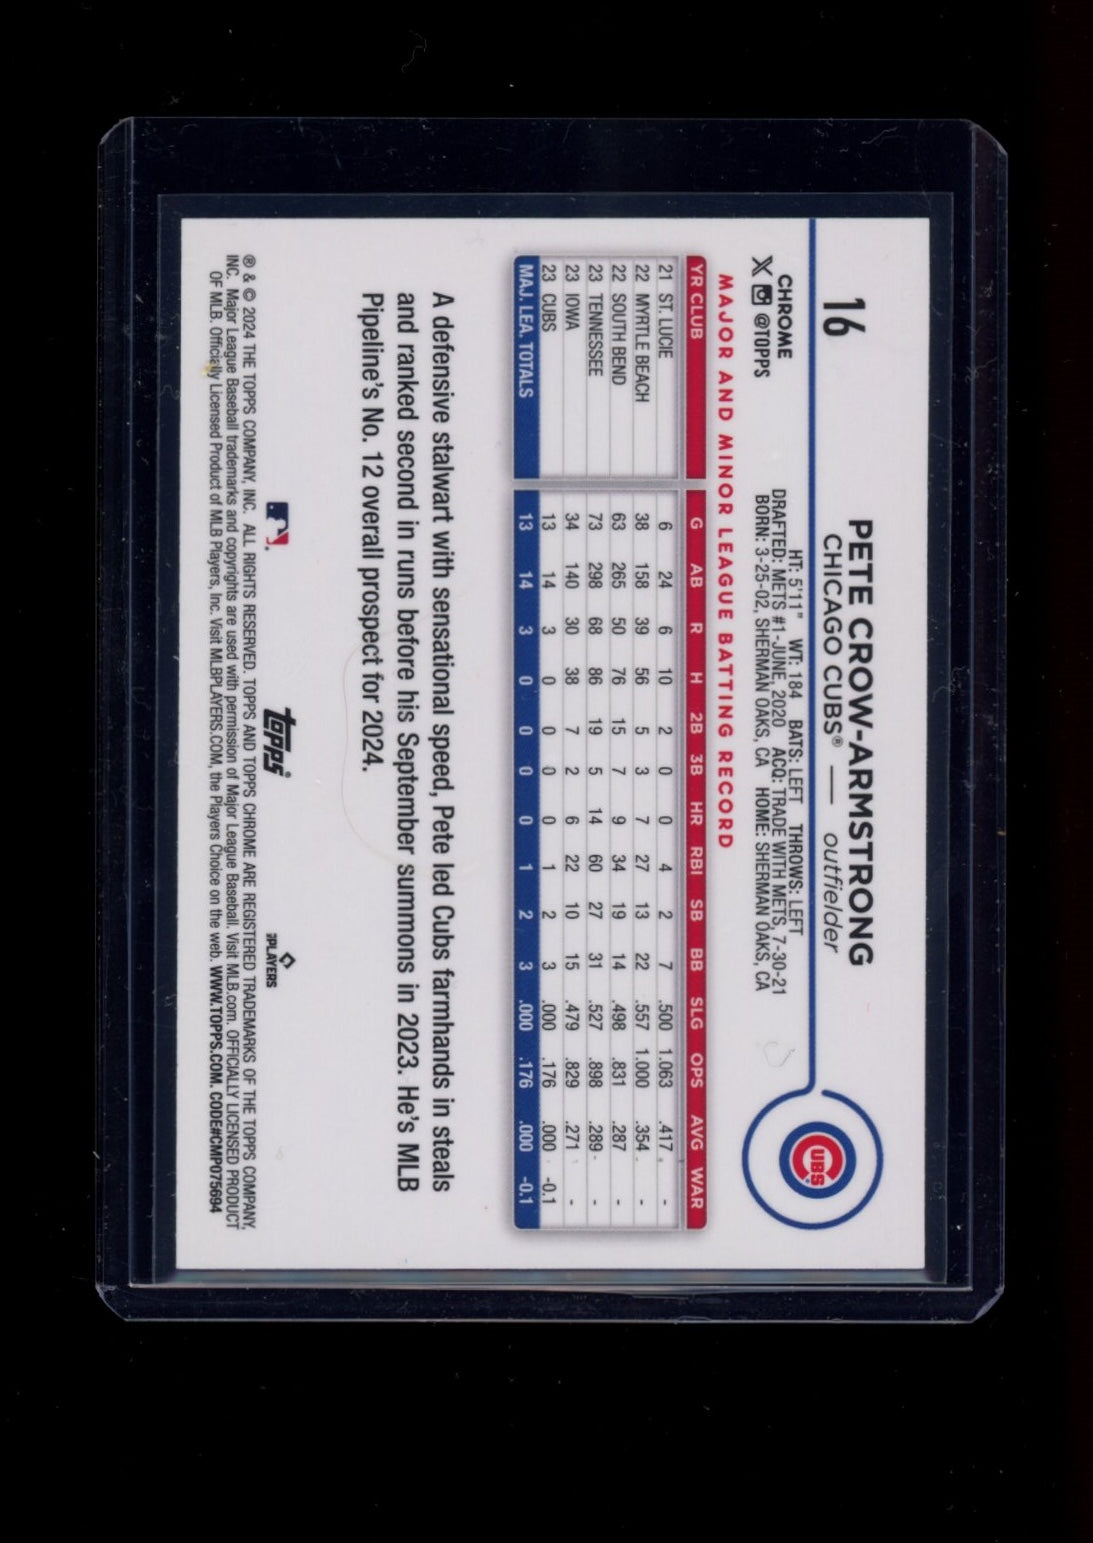 16
PETE CROW-ARMSTRONG
CHICAGO CUBS® — outfielder
CHROME
@TOPPS
HT: 5'11" WT: 184 BATS: LEFT THROWS: LEFT
DRAFTED: METS #1-JUNE, 2020 ACQ: TRADE WITH METS, 7-30-21
BORN: 3-25-02, SHERMAN OAKS, CA HOME: SHERMAN OAKS, CA
CUBS
MAJOR AND MINOR LEAGUE BATTING RECORD
YR CLUB G AB R H 2B 3B HR RBI SB BB SLG OPS AVG WAR
21 ST. LUCIE 6 24 6 10 2 0 0 4 2 7 .500 1.063 .417 -
22 MYRTLE BEACH 38 158 39 56 5 3 7 27 13 22 .557 1.000 .354 -
22 SOUTH BEND 63 265 50 76 15 7 9 34 19 14 .498 .831 .287 -
23 TENNESSEE 73 298 68 86 19 5 14 60 27 31 .527 .898 .289 -
23 IOWA 34 140 30 38 7 2 6 22 10 15 .479 .829 .271 -
23 CUBS 13 14 3 0 0 0 0 1 2 3 .000 .176 .000 -0.1
MAJ. LEA. TOTALS 13 14 3 0 0 0 0 1 2 3 .000 .176 .000 -0.1
A defensive stalwart with sensational speed, Pete led Cubs farmhands in steals
and ranked second in runs before his September summons in 2023. He's MLB
Pipeline's No. 12 overall prospect for 2024.
topps®
PLAYERS
® & © 2024 THE TOPPS COMPANY, INC. ALL RIGHTS RESERVED. TOPPS AND TOPPS CHROME ARE REGISTERED TRADEMARKS OF THE TOPPS COMPANY,
INC. Major League Baseball trademarks and copyrights are used with permission of Major League Baseball. Visit MLB.com. OFFICIALLY LICENSED PRODUCT
OF MLB. Officially Licensed Product of MLB Players, Inc. Visit MLBPLAYERS.COM, the Players Choice on the web. WWW.TOPPS.COM. CODE#CMP075694